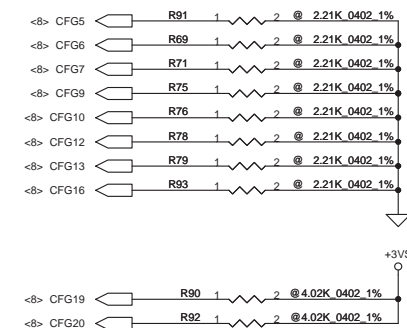 <8> CFG5 R91 1 2 @ 2.21K_0402_1%
<8> CFG6 R69 1 2 @ 2.21K_0402_1%
<8> CFG7 R71 1 2 @ 2.21K_0402_1%
<8> CFG9 R75 1 2 @ 2.21K_0402_1%
<8> CFG10 R76 1 2 @ 2.21K_0402_1%
<8> CFG12 R78 1 2 @ 2.21K_0402_1%
<8> CFG13 R79 1 2 @ 2.21K_0402_1%
<8> CFG16 R93 1 2 @ 2.21K_0402_1%
+3VS
<8> CFG19 R90 1 2 @4.02K_0402_1%
<8> CFG20 R92 1 2 @4.02K_0402_1%